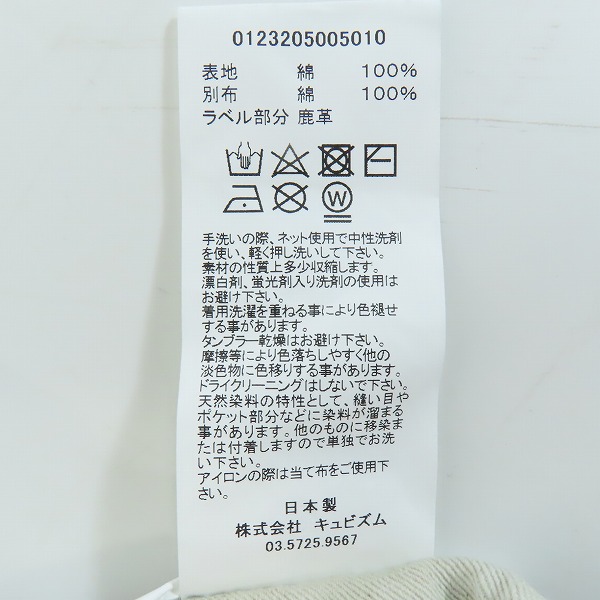 0123205005010
表地 綿 100%
別布 綿 100%
ラベル部分 鹿革
W
手洗いの際、ネット使用で中性洗剤
を使い、軽く押し洗いして下さい。
素材の性質上多少収縮します。
漂白剤、蛍光剤入り洗剤の使用は
お避け下さい。
着用洗濯を重ねる事により色褪せ
する事があります。
タンブラー乾燥はお避け下さい。
摩擦等により色落ちしやすく他の
淡色物に色移りする事があります。
ドライクリーニングはしないで下さい。
天然染料の特性として、縫い目や
ポケット部分などに染料が溜まる
事があります。他のものに移染ま
たは付着しますので単独でお洗
い下さい。
アイロンの際は当て布をご使用下
さい。
日本製
株式会社 キュビズム
03.5725.9567